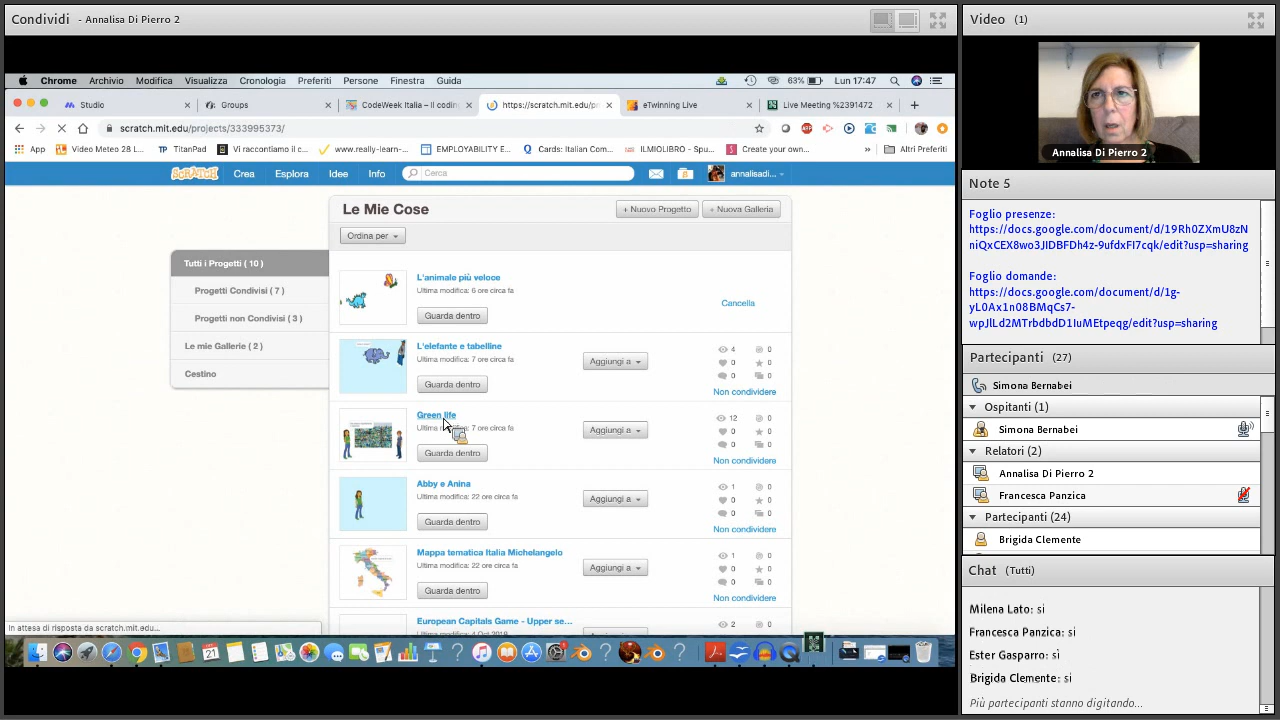 Condividi - Annalisa Di Pierro 2
Chrome Archivio Modifica Visualizza Cronologia Preferiti Persone Finestra Guida 63% Lun 17:47
Studio Groups CodeWeek Italia – Il codin https://scratch.mit.edu/po eTwinning Live Live Meeting %2391472
scratch.mit.edu/projects/333995373/
App Video Meteo 28 L... TitanPad Vi raccontiamo il c... www.really-learn-... EMPLOYABILITY E... Cards: Italian Com... ILMIOLIBRO - Il mi... Create your own... » Altri Preferiti
SCRATCH Crea Esplora Idee Info Cerca annalisadi...
Le Mie Cose + Nuovo Progetto + Nuova Galleria
Ordina per
Tutti i Progetti ( 10 )
Progetti Condivisi ( 7 )
Progetti non Condivisi ( 3 )
Le mie Gallerie ( 2 )
Cestino
L'animale più veloce
Ultima modifica: 6 ore circa fa
Guarda dentro
Cancella
L'elefante e tabelline
Ultima modifica: 7 ore circa fa
Guarda dentro
Aggiungi a
4 0
0 0
0 0
Non condividere
Green life
Ultima modifica: 7 ore circa fa
Guarda dentro
Aggiungi a
12 0
0 0
0 0
Non condividere
Abby e Anina
Ultima modifica: 22 ore circa fa
Guarda dentro
Aggiungi a
1 0
0 0
0 0
Non condividere
Mappa tematica Italia Michelangelo
Ultima modifica: 22 ore circa fa
Guarda dentro
Aggiungi a
1 0
0 0
0 0
Non condividere
European Capitals Game - Upper se...
2 0
In attesa di risposta da scratch.mit.edu...
Video (1)
Annalisa Di Pierro 2
Note 5
Foglio presenze:
https://docs.google.com/document/d/19Rh0ZXmU8zN
niQxCEX8wo3JIDBFDh4z-9ufdxFI7cqk/edit?usp=sharing
Foglio domande:
https://docs.google.com/document/d/1g-
yL0Ax1n08BMqCs7-
wpJlLd2MTrbdbdD1IuMEtpeqg/edit?usp=sharing
Partecipanti (27)
Simona Bernabei
Ospitanti (1)
Simona Bernabei
Relatori (2)
Annalisa Di Pierro 2
Francesca Panzica
Partecipanti (24)
Brigida Clemente
Chat (Tutti)
Milena Lato: si
Francesca Panzica: si
Ester Gasparro: sì
Brigida Clemente: si
Più partecipanti stanno digitando...